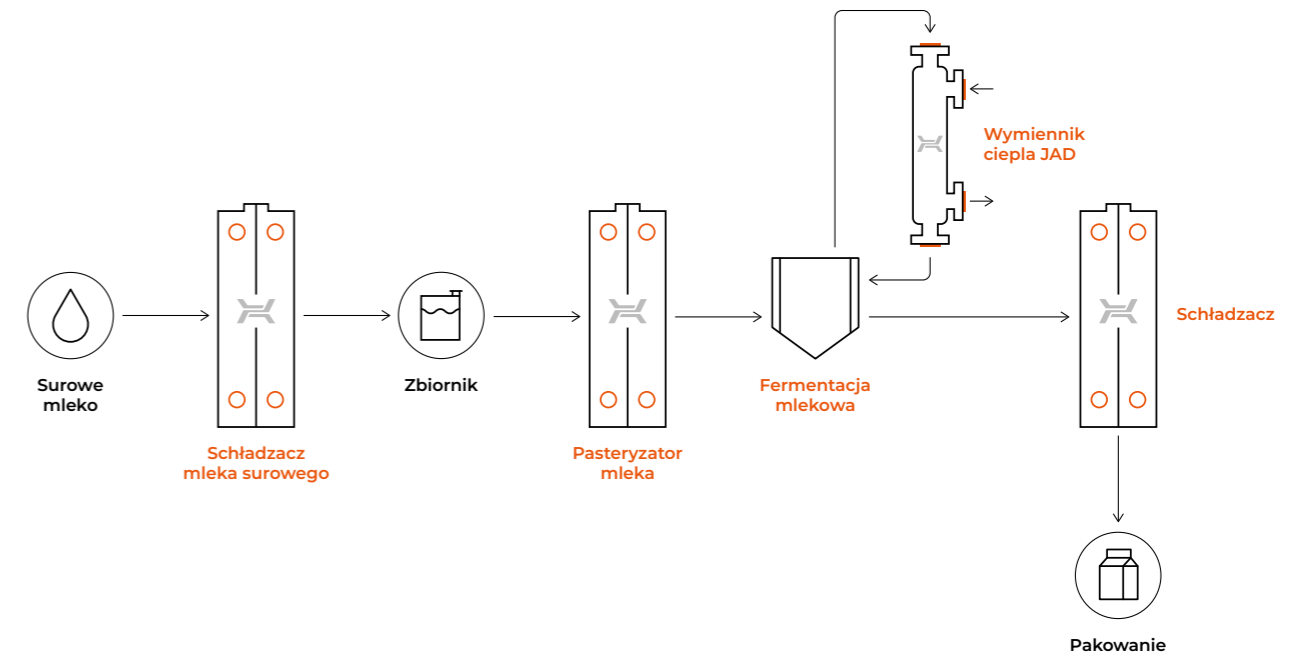 Wymiennik
ciepla JAD
Surowe
mleko
Schładzacz
mleka surowego
Zbiornik
Pasteryzator
mleka
Fermentacja
mlekowa
Schładzacz
Pakowanie